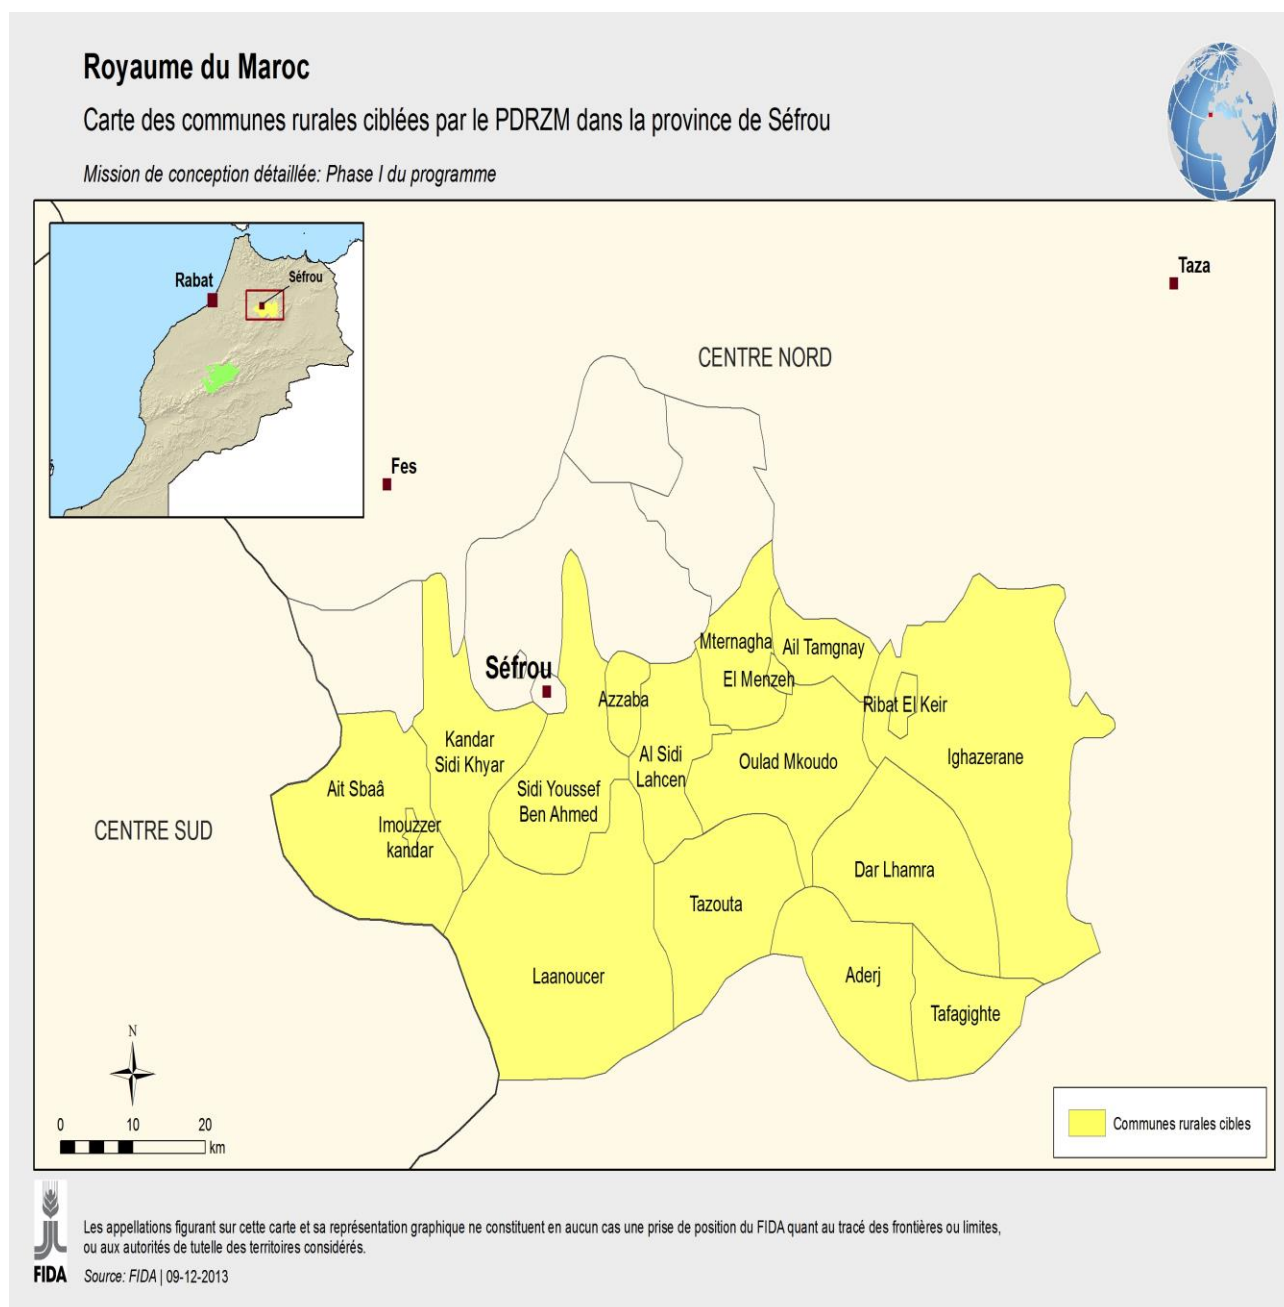 Royaume du Maroc
Carte des communes rurales ciblées par le PDRZM dans la province de Séfrou
Mission de conception détaillée: Phase I du programme
Rabat
Séfrou
Taza
CENTRE NORD
Fes
Mternagha
Ail Tamgnay
Séfrou
El Menzeh
Azzaba
Ribat El Keir
Kandar
Sidi Khyar
Al Sidi
Lahcen
Oulad Mkoudo
Ighazerane
Ait Sbaâ
Sidi Youssef
Ben Ahmed
Imouzzer
kandar
CENTRE SUD
Dar Lhamra
Tazouta
Laanoucer
Aderj
Tafagighte
N
0 10 20
km
Communes rurales cibles
Les appellations figurant sur cette carte et sa représentation graphique ne constituent en aucun cas une prise de position du FIDA quant au tracé des frontières ou limites,
ou aux autorités de tutelle des territoires considérés.
FIDA
Source: FIDA | 09-12-2013